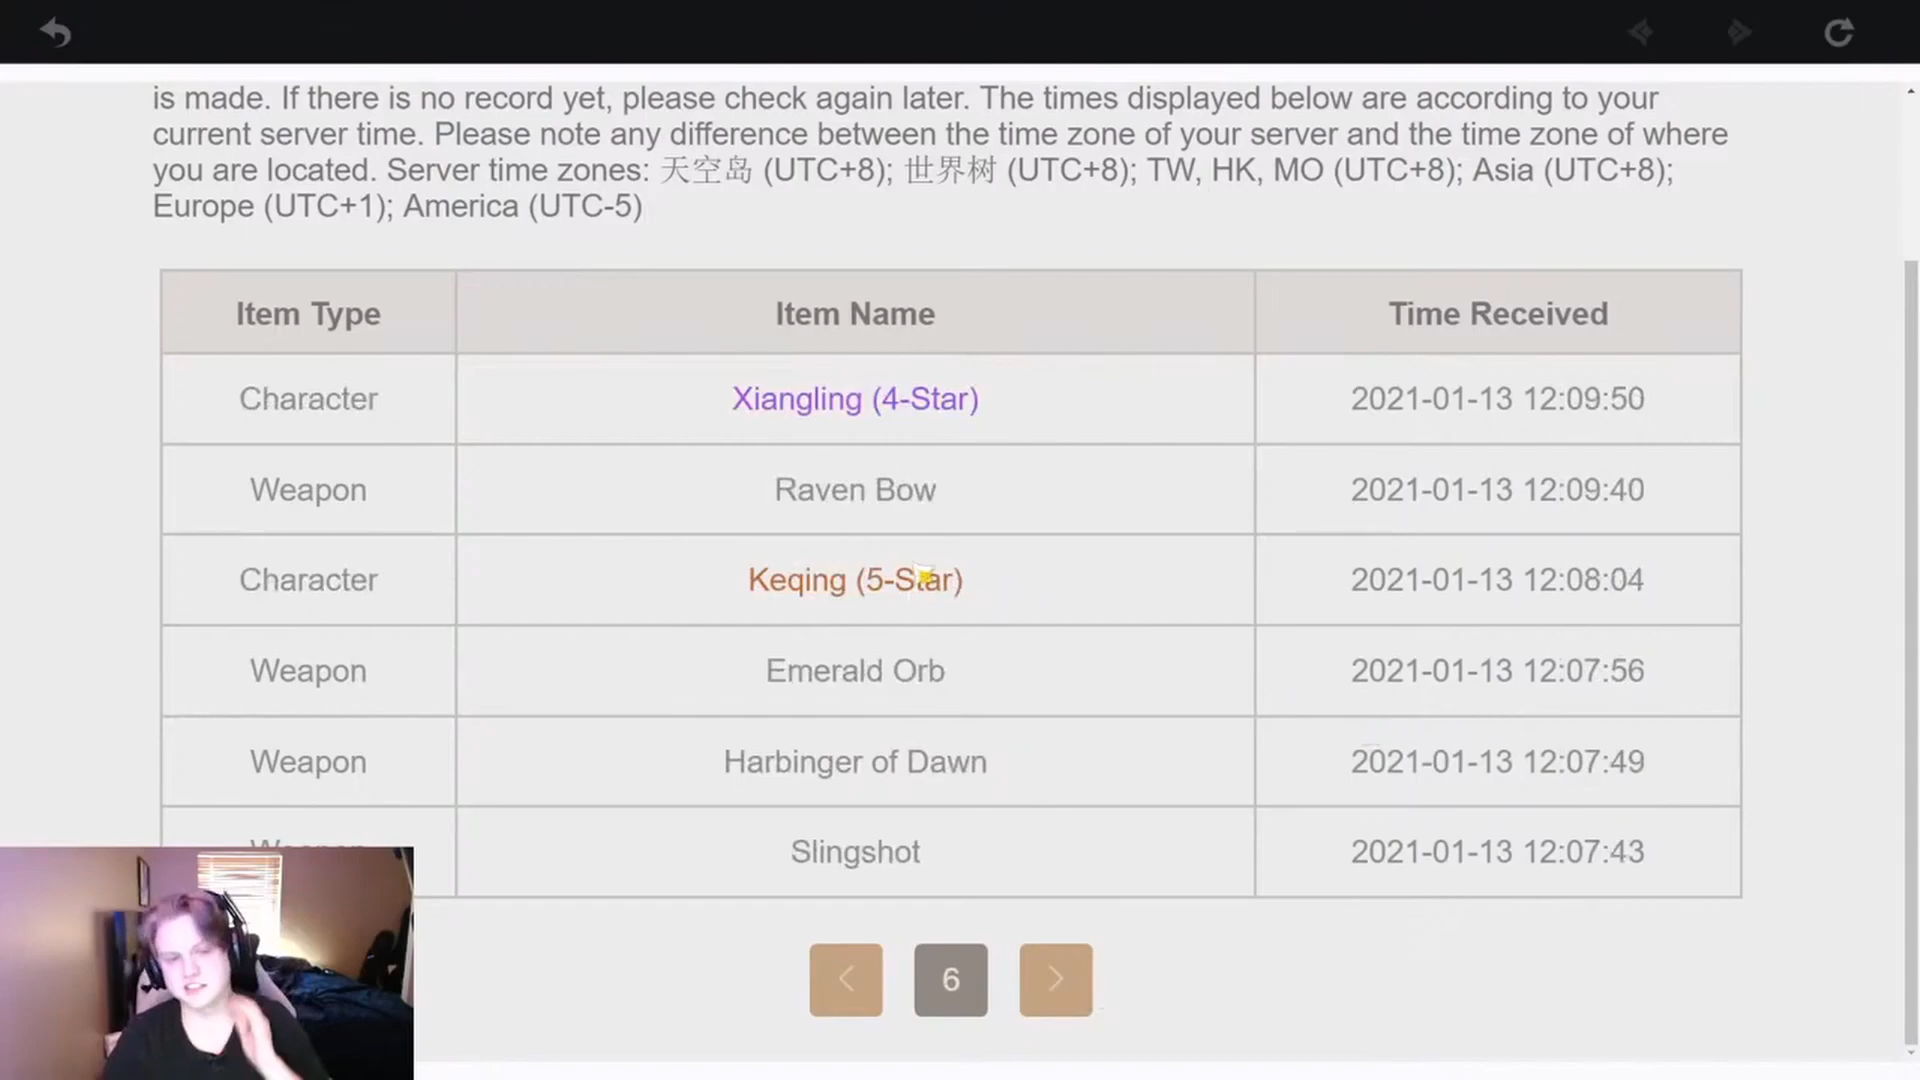 is made. If there is no record yet, please check again later. The times displayed below are according to your
current server time. Please note any difference between the time zone of your server and the time zone of where
you are located. Server time zones: 天空岛 (UTC+8); 世界树 (UTC+8); TW, HK, MO (UTC+8); Asia (UTC+8);
Europe (UTC+1); America (UTC-5)
Item Type Item Name Time Received
Character Xiangling (4-Star) 2021-01-13 12:09:50
Weapon Raven Bow 2021-01-13 12:09:40
Character Keqing (5-Star) 2021-01-13 12:08:04
Weapon Emerald Orb 2021-01-13 12:07:56
Weapon Harbinger of Dawn 2021-01-13 12:07:49
Weapon Slingshot 2021-01-13 12:07:43
6